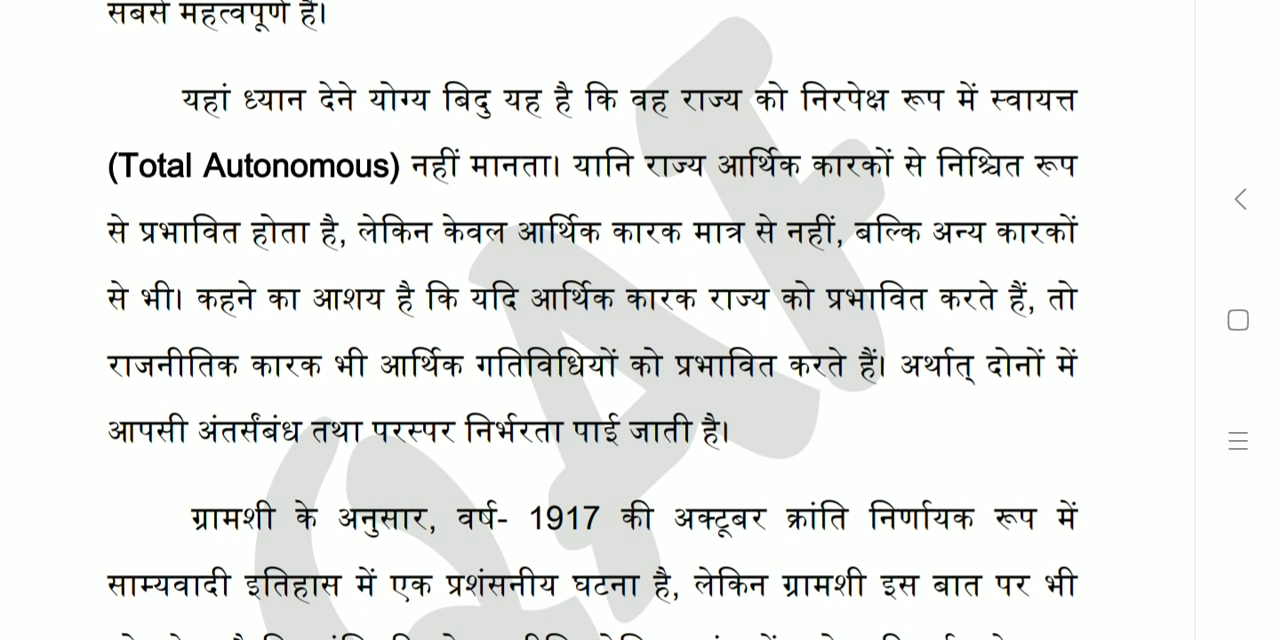 सबसे महत्वपूर्ण है।
यहां ध्यान देने योग्य बिदु यह है कि वह राज्य को निरपेक्ष रूप में स्वायत्त
(Total Autonomous) नहीं मानता। यानि राज्य आर्थिक कारकों से निश्चित रूप
से प्रभावित होता है, लेकिन केवल आर्थिक कारक मात्र से नहीं, बल्कि अन्य कारकों
से भी। कहने का आशय है कि यदि आर्थिक कारक राज्य को प्रभावित करते हैं, तो
राजनीतिक कारक भी आर्थिक गतिविधियों को प्रभावित करते हैं। अर्थात् दोनों में
आपसी अंतर्संबंध तथा परस्पर निर्भरता पाई जाती है।
ग्रामशी के अनुसार, वर्ष- 1917 की अक्टूबर क्रांति निर्णायक रूप में
साम्यवादी इतिहास में एक प्रशंसनीय घटना है, लेकिन ग्रामशी इस बात पर भी